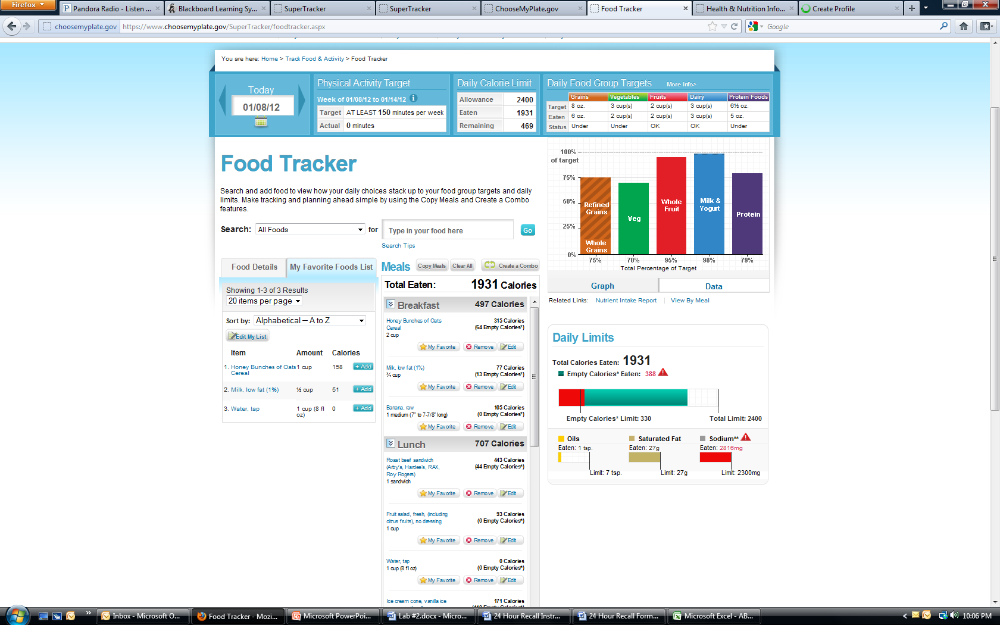 Firefox
Pandora Radio - Listen ...
Blackboard Learning Sy...
SuperTracker
SuperTracker
ChooseMyPlate.gov
Food Tracker
Health & Nutrition Info...
Create Profile
choosemyplate.gov
https://www.choosemyplate.gov/SuperTracker/foodtracker.aspx
Google
You are here: Home > Track Food & Activity > Food Tracker
Today
01/08/12
Physical Activity Target
Week of 01/08/12 to 01/14/12
Target AT LEAST 150 minutes per week
Actual 0 minutes
Daily Calorie Limit
Allowance 2400
Eaten 1931
Remaining 469
Daily Food Group Targets More Info>
Grains Vegetables Fruits Dairy Protein Foods
Target 8 oz. 3 cup(s) 2 cup(s) 3 cup(s) 6½ oz.
Eaten 6 oz. 2 cup(s) 2 cup(s) 3 cup(s) 5 oz.
Status Under Under OK OK Under
Food Tracker
Search and add food to view how your daily choices stack up to your food group targets and daily
limits. Make tracking and planning ahead simple by using the Copy Meals and Create a Combo
features.
Search: All Foods for Type in your food here Go
Search Tips
Food Details
My Favorite Foods List
Showing 1-3 of 3 Results
20 items per page
Sort by: Alphabetical – A to Z
Edit My List
Item Amount Calories
1. Honey Bunches of Oats Cereal 1 cup 158 + Add
2. Milk, low fat (1%) ½ cup 51 + Add
3. Water, tap 1 cup (8 fl oz) 0 + Add
Meals Copy Meals Clear All Create a Combo
Total Eaten: 1931 Calories
Breakfast 497 Calories
Honey Bunches of Oats 315 Calories
Cereal (64 Empty Calories*)
2 cup
My Favorite Remove Edit
Milk, low fat (1%) 77 Calories
¾ cup (13 Empty Calories*)
My Favorite Remove Edit
Banana, raw 105 Calories
1 medium (7" to 7-7/8" long) (0 Empty Calories*)
My Favorite Remove Edit
Lunch 707 Calories
Roast beef sandwich 443 Calories
(Arby's, Hardee's, RAX, (44 Empty Calories*)
Roy Rogers)
1 sandwich
My Favorite Remove Edit
Fruit salad, fresh, (including 93 Calories
citrus fruits), no dressing (0 Empty Calories*)
1 cup
My Favorite Remove Edit
Water, tap 0 Calories
1 cup (8 fl oz) (0 Empty Calories*)
My Favorite Remove Edit
Ice cream cone, vanilla ice 171 Calories
100%
of target
75%
50%
25%
0%
Refined Grains
Whole Grains
Veg
Whole Fruit
Milk & Yogurt
Protein
75% 70% 95% 98% 79%
Total Percentage of Target
Graph Data
Related Links: Nutrient Intake Report | View By Meal
Daily Limits
Total Calories Eaten: 1931
Empty Calories* Eaten: 388
Empty Calories* Limit: 330 Total Limit: 2400
Oils Saturated Fat Sodium**
Eaten: 1 tsp. Eaten: 27g Eaten: 2816mg
Limit: 7 tsp. Limit: 27g Limit: 2300mg
Inbox - Microsoft O...
Food Tracker - Mozi...
Microsoft PowerPoi...
Lab #2.docx - Micro...
24 Hour Recall Instr...
24 Hour Recall Form...
Microsoft Excel - AB...
10:06 PM